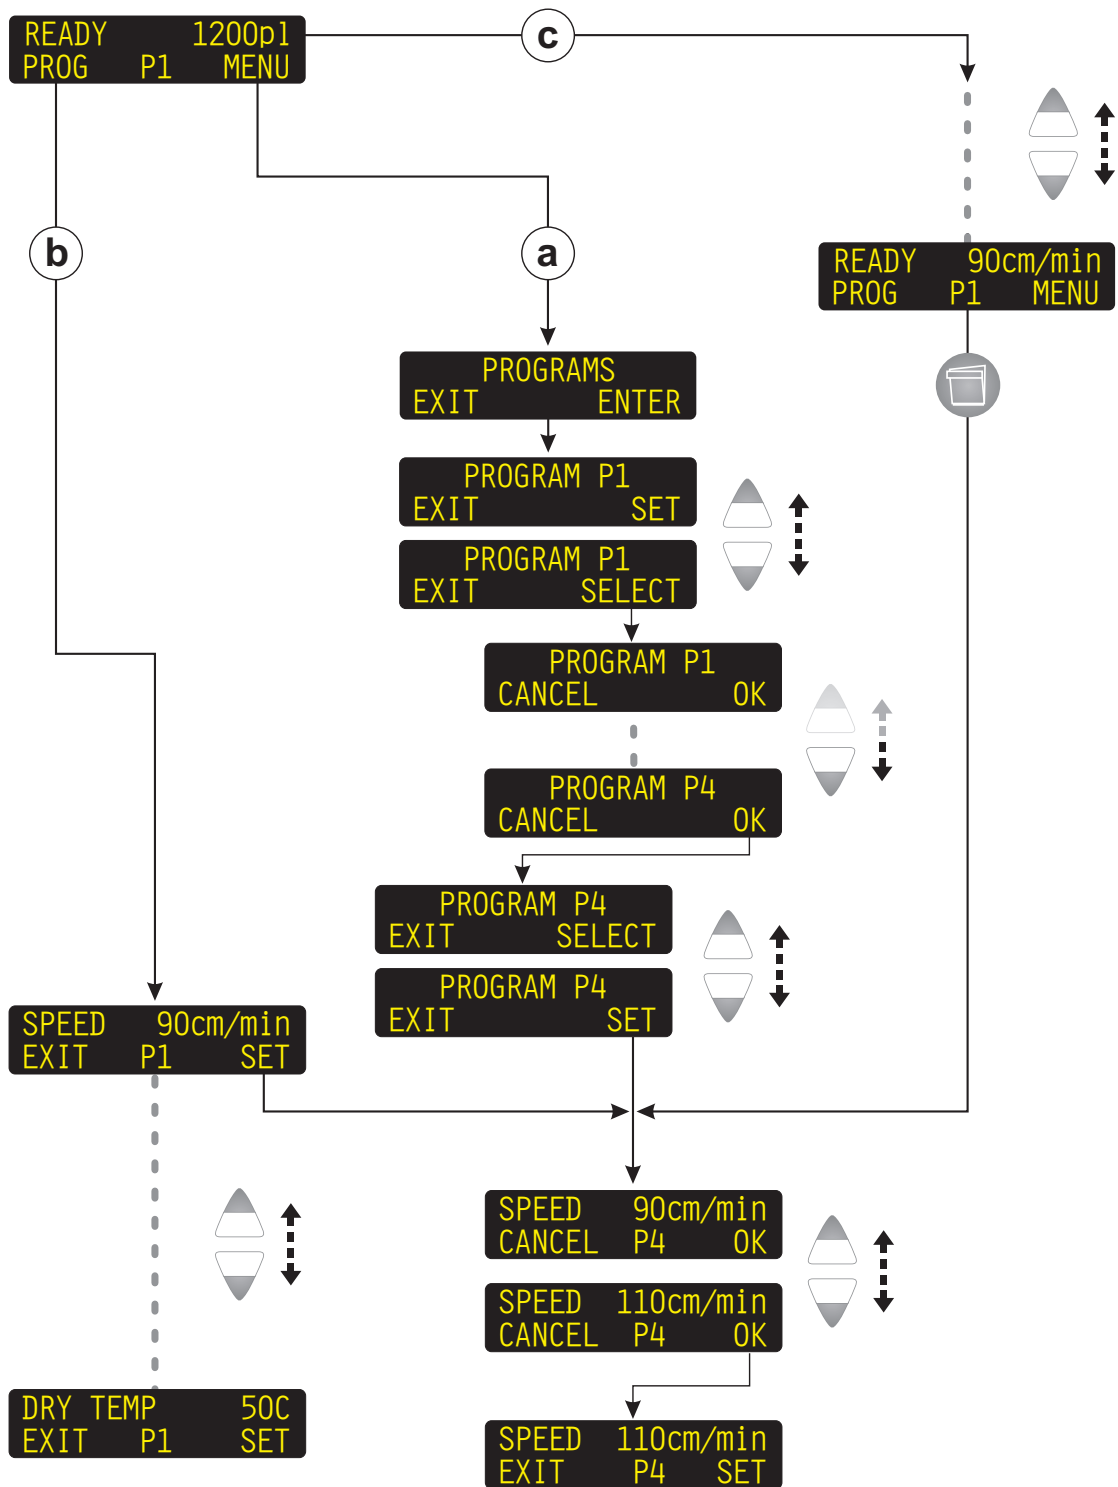 READY 1200pl
PROG P1 MENU
c
b
a
READY 90cm/min
PROG P1 MENU
PROGRAMS
EXIT ENTER
PROGRAM P1
EXIT SET
PROGRAM P1
EXIT SELECT
PROGRAM P1
CANCEL OK
PROGRAM P4
CANCEL OK
PROGRAM P4
EXIT SELECT
PROGRAM P4
EXIT SET
SPEED 90cm/min
EXIT P1 SET
SPEED 90cm/min
CANCEL P4 OK
SPEED 110cm/min
CANCEL P4 OK
DRY TEMP 50C
EXIT P1 SET
SPEED 110cm/min
EXIT P4 SET